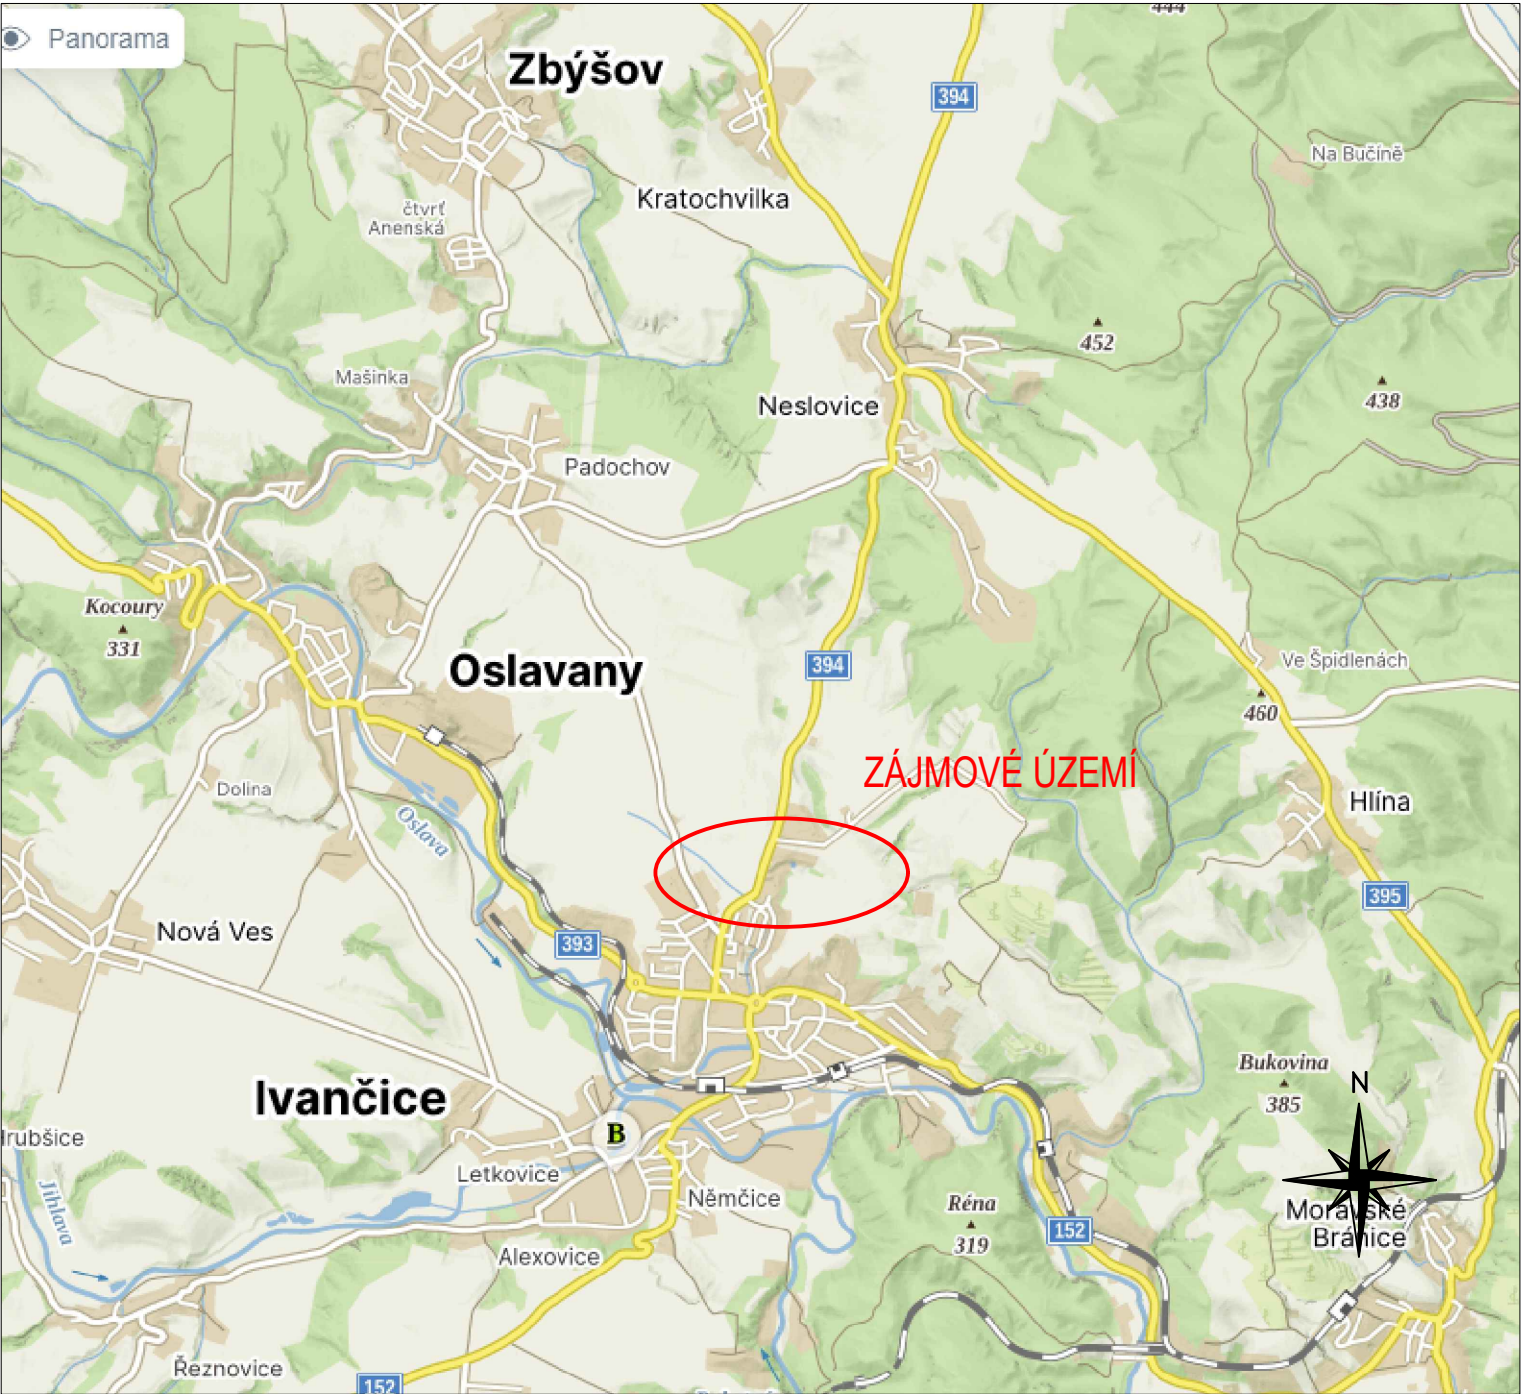 444
Panorama
Zbýšov
394
Na Bučíně
Kratochvilka
čtvrť
Anenská
452
Mašinka
438
Neslovice
Padochov
Kocoury
331
Oslavany
394
Ve Špidlenách
460
ZÁJMOVÉ ÚZEMÍ
Dolina
Hlína
Oslava
395
Nová Ves
393
Bukovina
385
N
Ivančice
B
Hrubšice
Letkovice
Jihlava
Němčice
Réna
319
152
Moravské
Bránice
Alexovice
Řeznovice
152